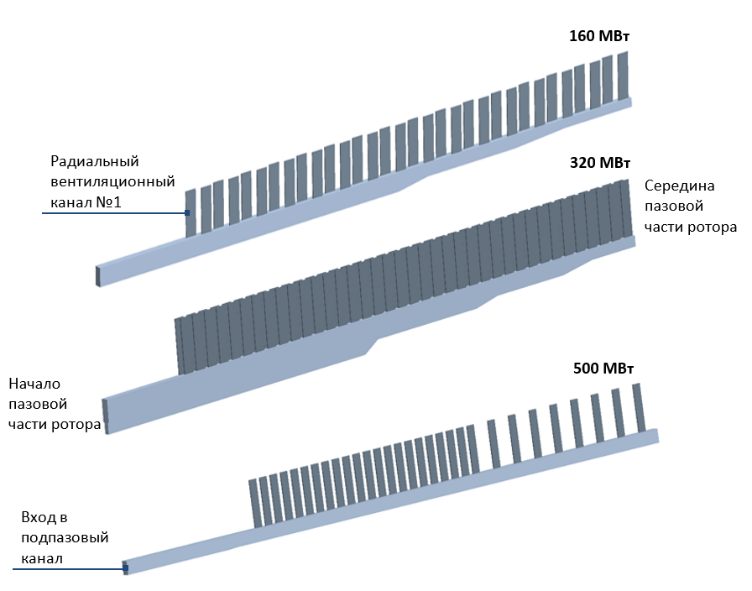 160 МВт
Радиальный
вентиляционный
канал №1
320 МВт
Середина
пазовой
части ротора
500 МВт
Начало
пазовой
части ротора
Вход в
подпазовый
канал